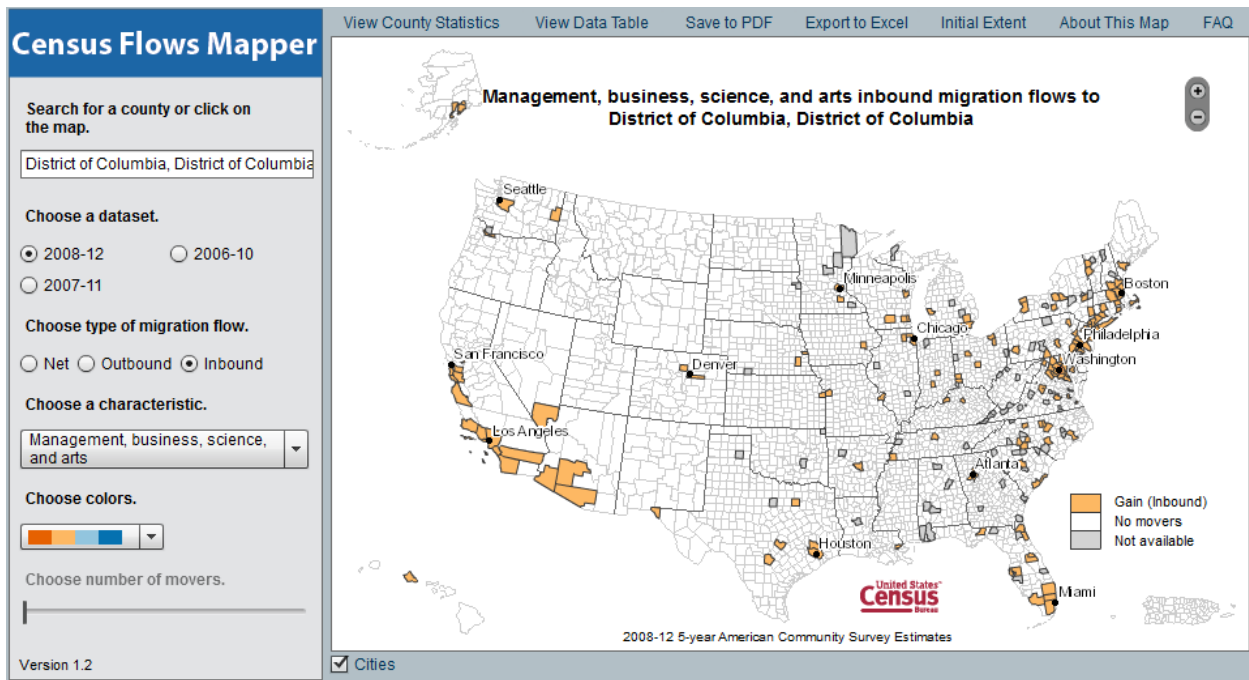 Census Flows Mapper
Search for a county or click on
the map.
District of Columbia, District of Columbia
Choose a dataset.
2008-12
2006-10
2007-11
Choose type of migration flow.
Net
Outbound
Inbound
Choose a characteristic.
Management, business, science,
and arts
Choose colors.
Choose number of movers.
Version 1.2
View County Statistics
View Data Table
Save to PDF
Export to Excel
Initial Extent
About This Map
FAQ
Management, business, science, and arts inbound migration flows to
District of Columbia, District of Columbia
Seattle
Minneapolis
Boston
Chicago
Philadelphia
San Francisco
Denver
Washington
Los Angeles
Atlanta
Houston
Miami
Gain (Inbound)
No movers
Not available
United States
Census
Bureau
2008-12 5-year American Community Survey Estimates
Cities